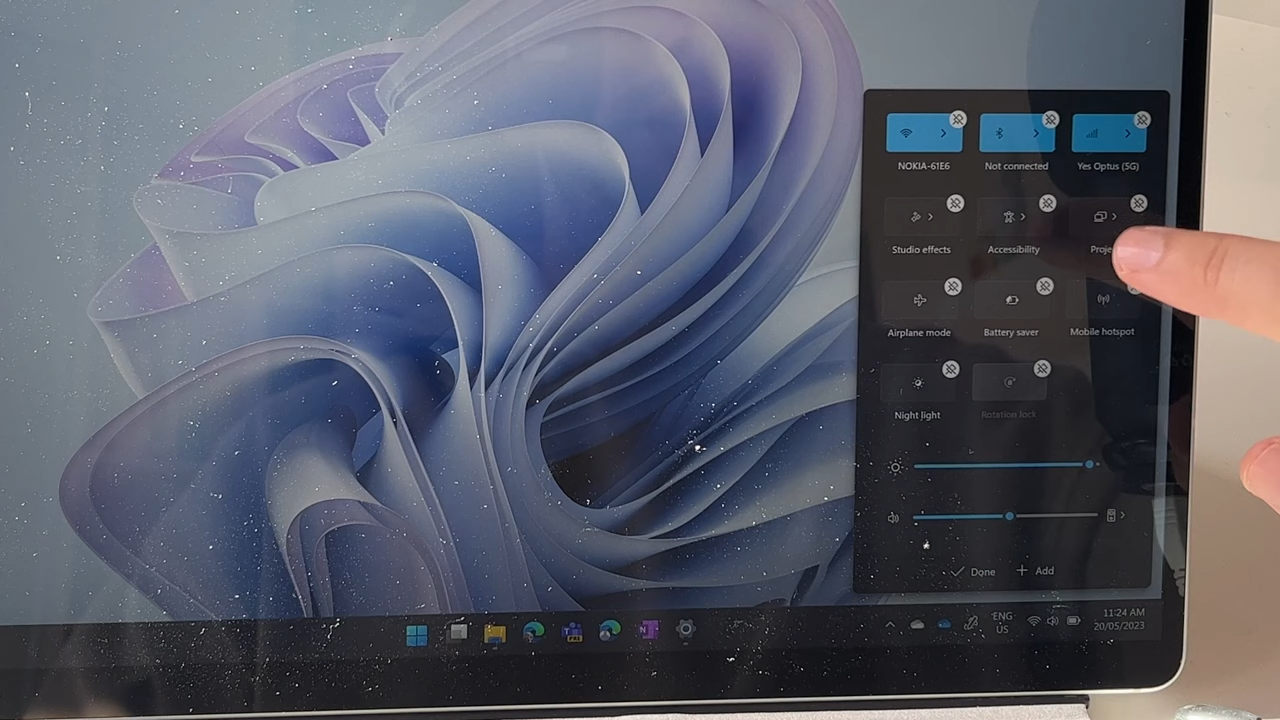 NOKIA-61E6 Not connected Yes Optus (5G)
Studio effects Accessibility Proje
Airplane mode Battery saver Mobile hotspot
Night light Rotation lock
Done Add
ENG
US
11:24 AM
20/05/2023